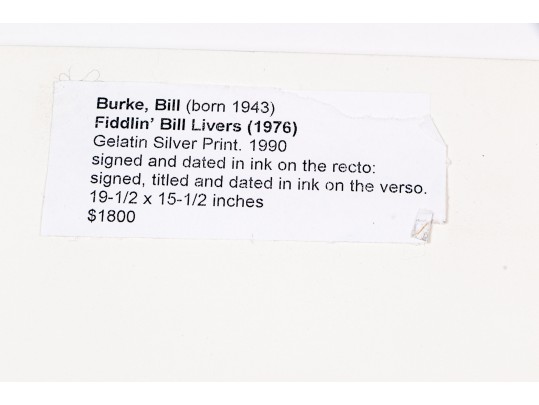 Burke, Bill (born 1943)
Fiddlin' Bill Livers (1976)
Gelatin Silver Print. 1990
signed and dated in ink on the recto:
signed, titled and dated in ink on the verso.
19-1/2 x 15-1/2 inches
$1800